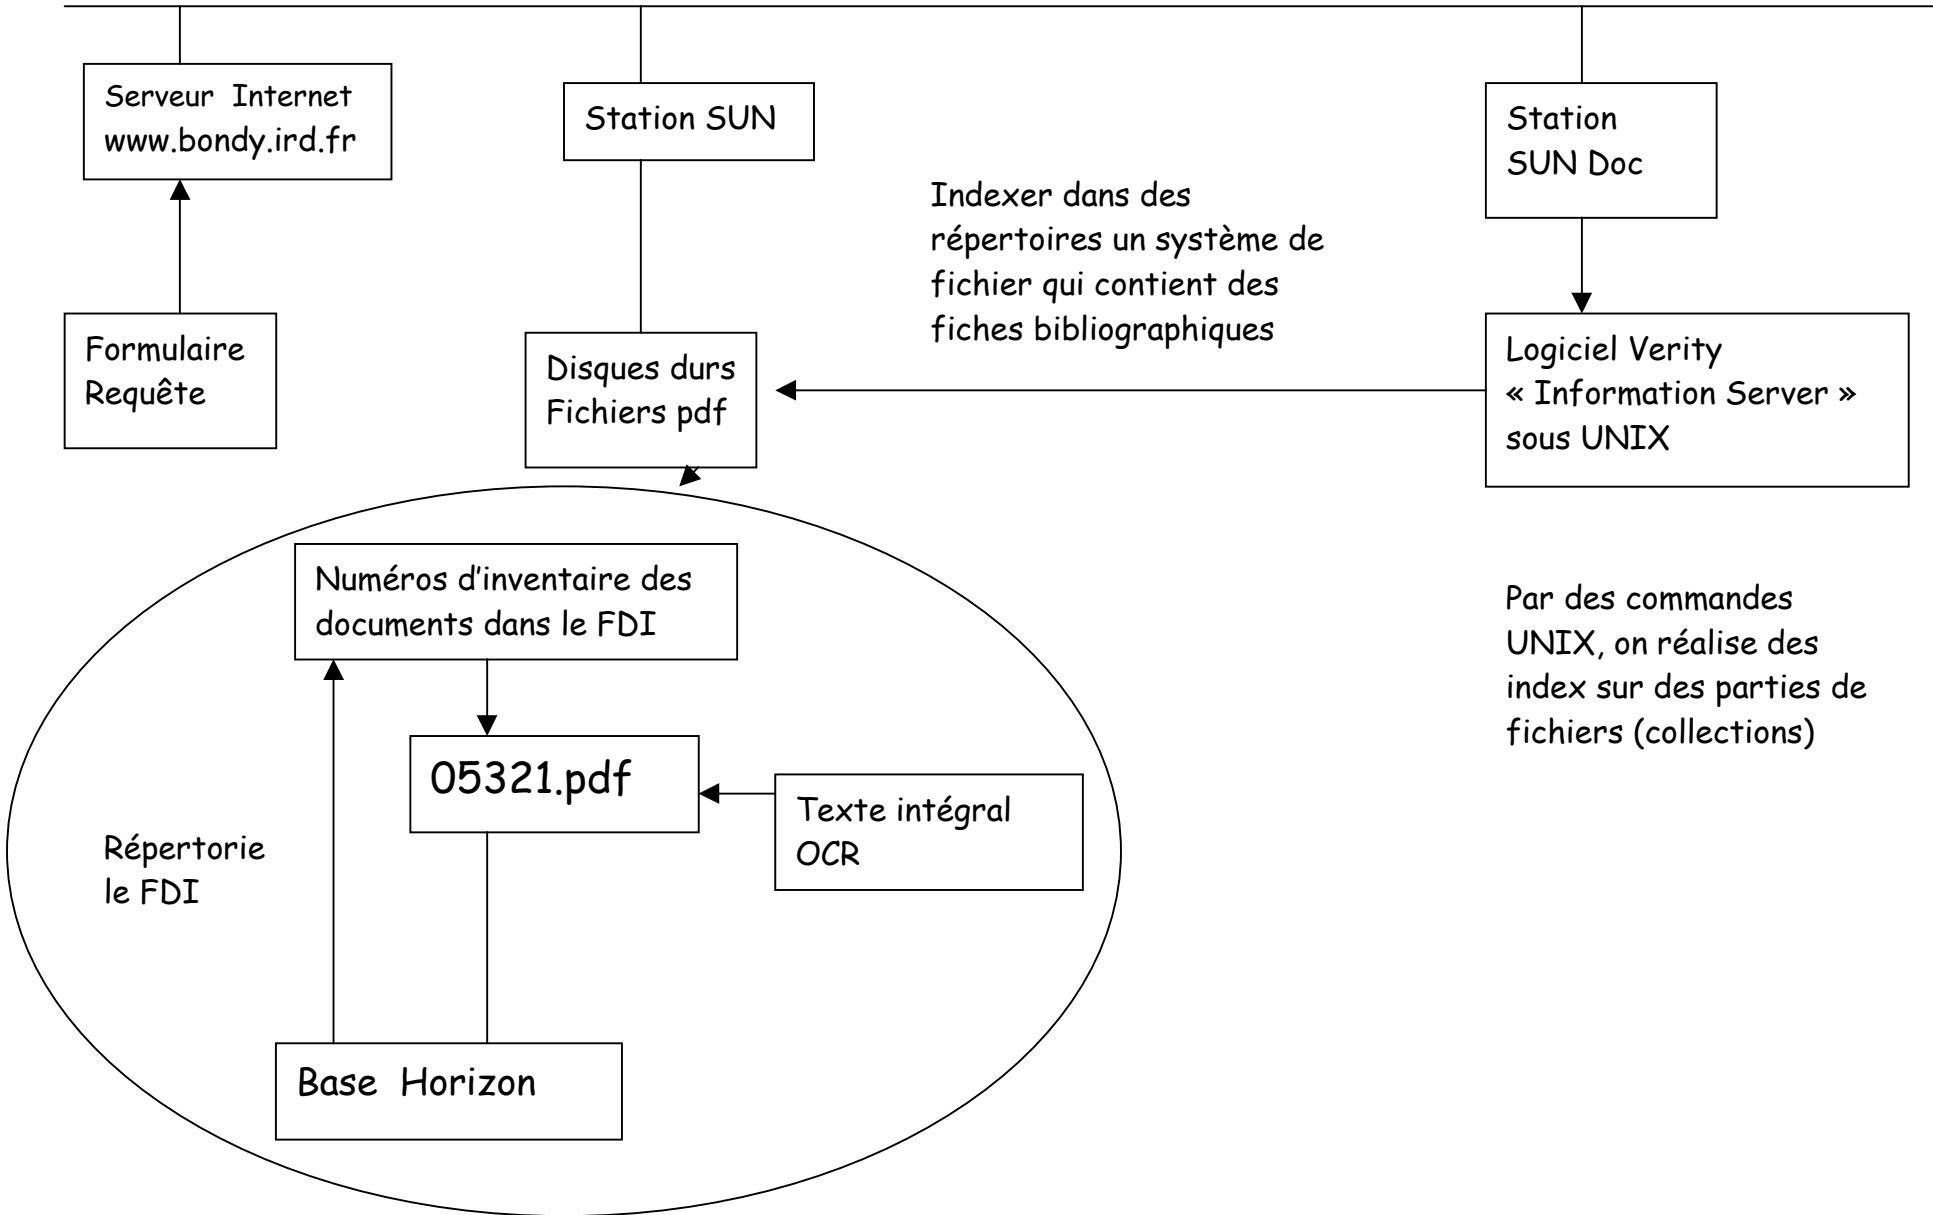 Serveur Internet
www.bondy.ird.fr
Station SUN
Station
SUN Doc
Indexer dans des
répertoires un système de
fichier qui contient des
fiches bibliographiques
Formulaire
Requête
Disques durs
Fichiers pdf
Logiciel Verity
« Information Server »
sous UNIX
Numéros d'inventaire des
documents dans le FDI
Par des commandes
UNIX, on réalise des
index sur des parties de
fichiers (collections)
05321.pdf
Texte intégral
OCR
Répertorie
le FDI
Base Horizon